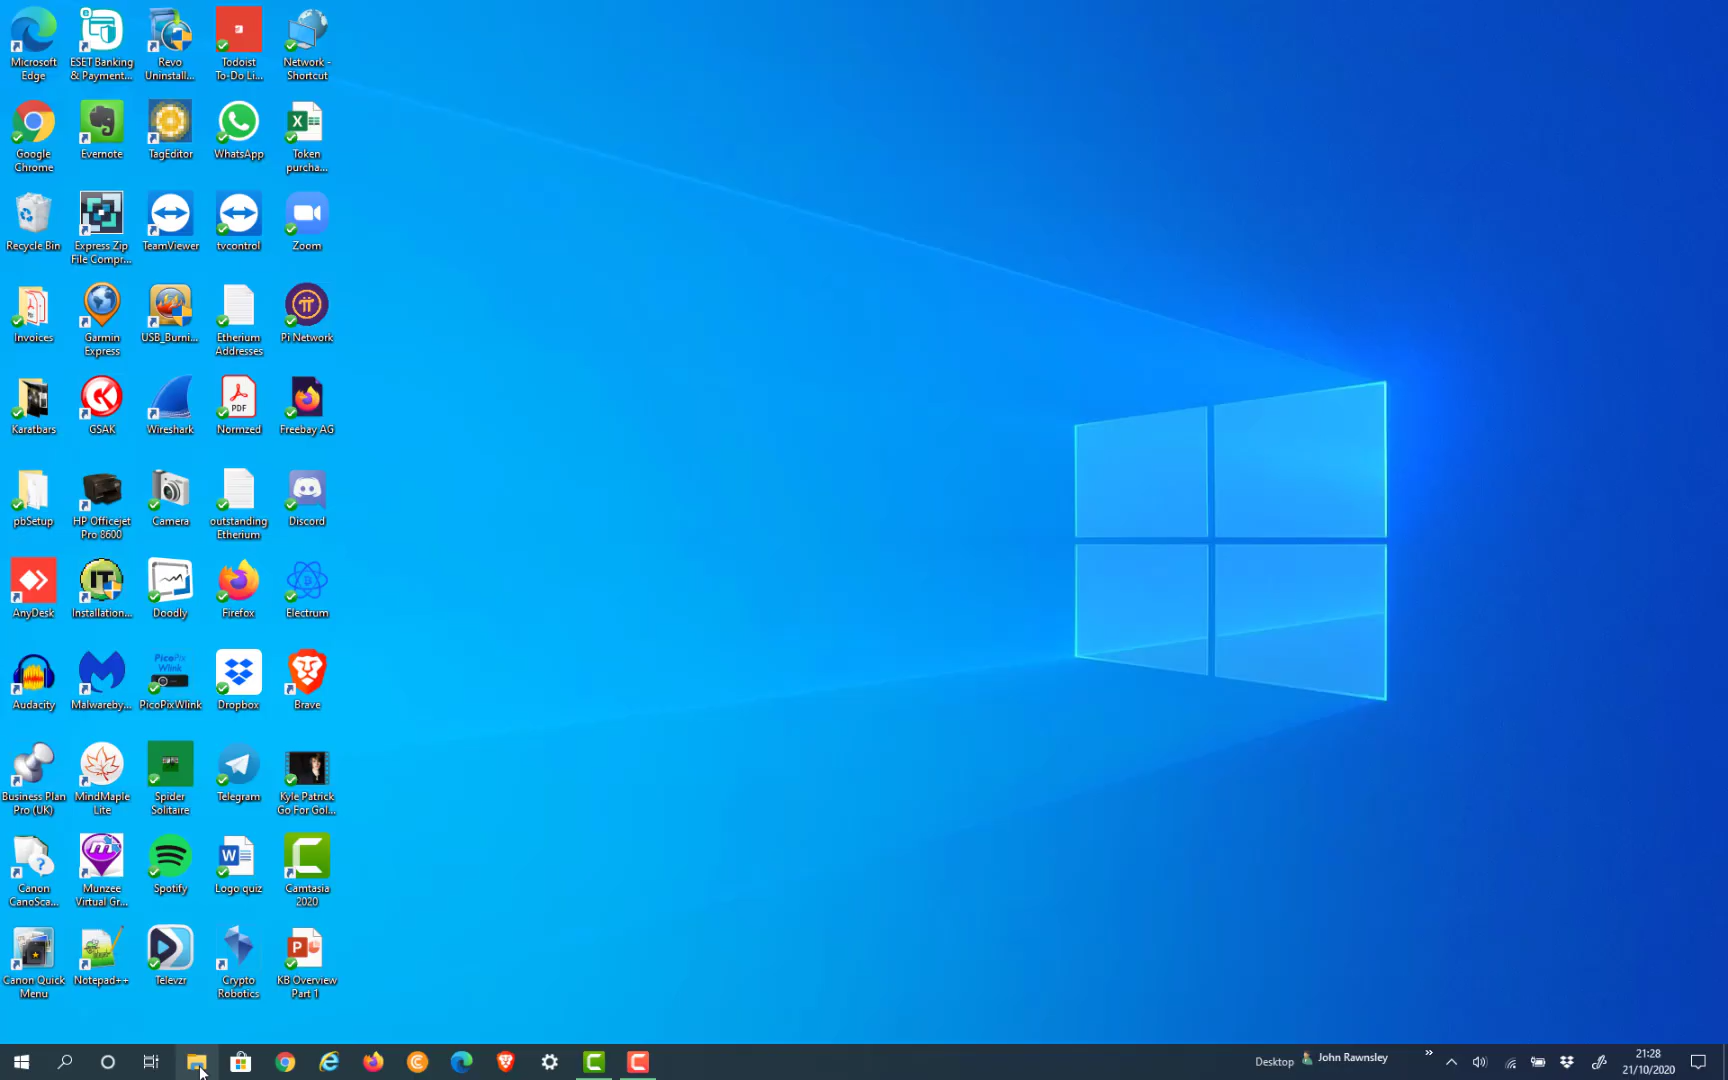 Microsoft
Edge
ESET Banking
& Payment...
Revo
Uninstall...
Todoist
To-Do Li...
Network -
Shortcut
Google
Chrome
Evernote
TagEditor
WhatsApp
Token
purcha...
Recycle Bin
Express Zip
File Compr...
TeamViewer
tvcontrol
Zoom
Invoices
Garmin
Express
USB_Burni...
Etherium
Addresses
Pi Network
Karatbars
GSAK
Wireshark
PDF
Normzed
Freebay AG
pbSetup
HP Officejet
Pro 8600
Camera
outstanding
Etherium
Discord
AnyDesk
IT
Installation...
Doodly
Firefox
Electrum
Audacity
Malwareby...
PicoPix
Wlink
PicoPixWlink
Dropbox
Brave
Business Plan
Pro (UK)
MindMaple
Lite
Spider
Solitaire
Telegram
Kyle Patrick
Go For Gol...
Canon
CanoSca...
Munzee
Virtual Gr...
Spotify
Logo quiz
Camtasia
2020
Canon Quick
Menu
Notepad++
Televzr
Crypto
Robotics
KB Overview
Part 1
Desktop
John Rawnsley
21:28
21/10/2020